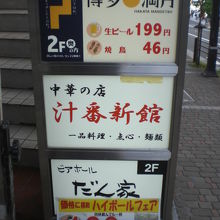 博多満月
HAKATA MANGETSU
2F
生ビール 199円
焼鳥 46円
中華の店
汁番新館
一品料理・点心・麺類
ビアホール
2F
だん家
ハイボールフェア